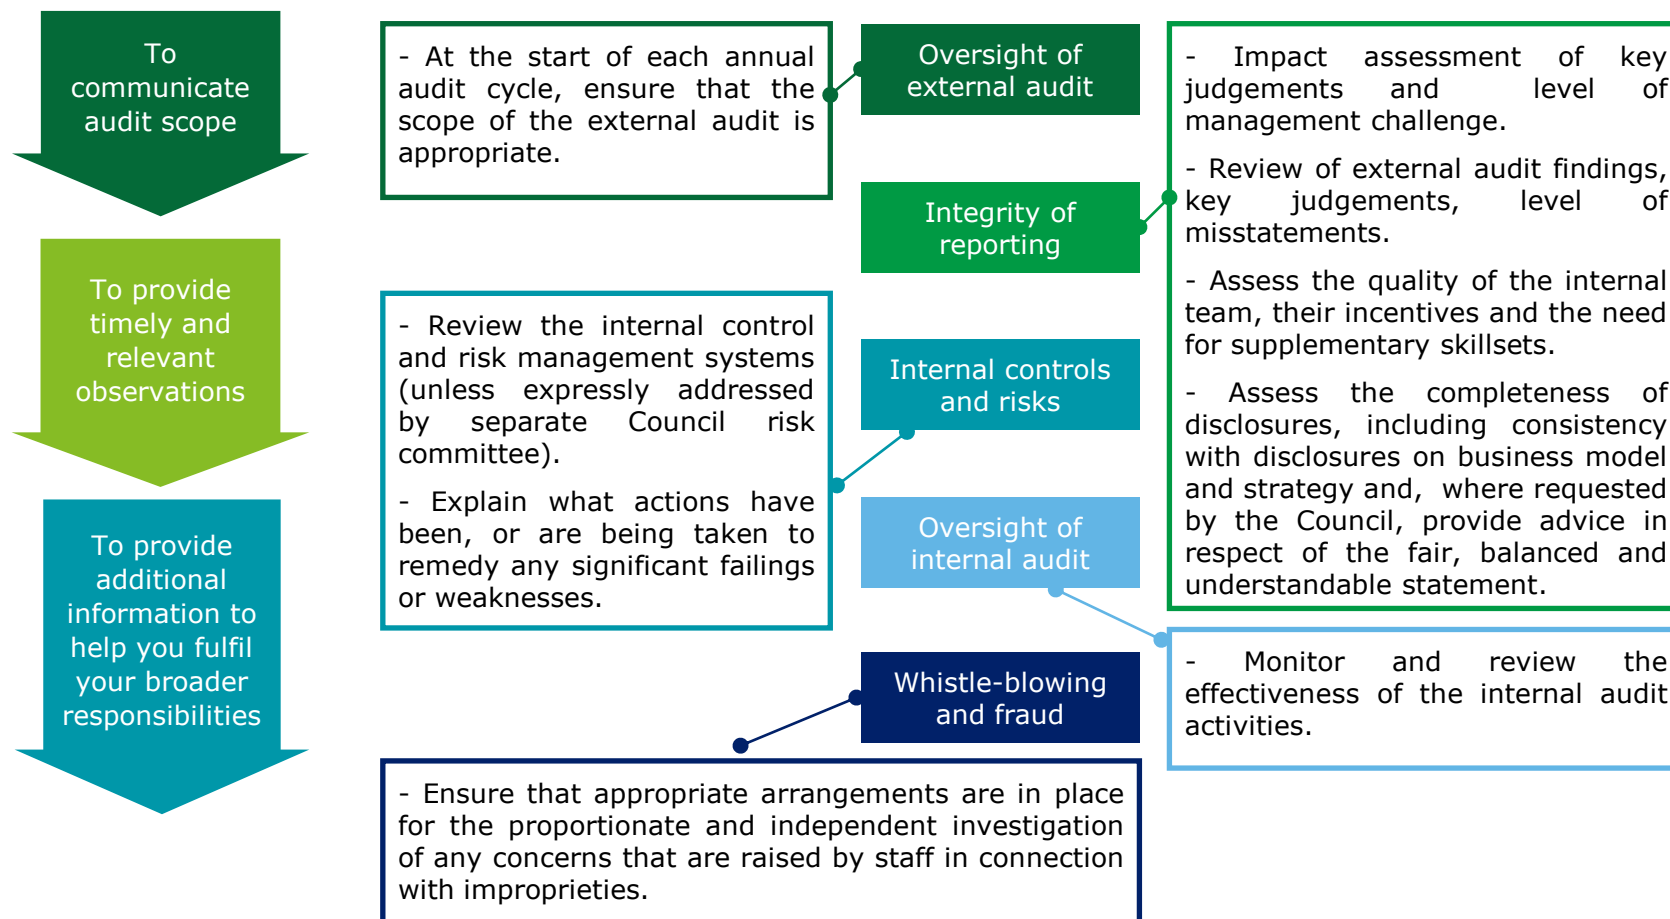 To
communicate
audit scope
To provide
timely and
relevant
observations
To provide
additional
information to
help you fulfil
your broader
responsibilities
- At the start of each annual
audit cycle, ensure that the
scope of the external audit is
appropriate.
- Review the internal control
and risk management systems
(unless expressly addressed
by separate Council risk
committee).
- Explain what actions have
been, or are being taken to
remedy any significant failings
or weaknesses.
Oversight of
external audit
Integrity of
reporting
Internal controls
and risks
Oversight of
internal audit
Whistle-blowing
and fraud
- Ensure that appropriate arrangements are in place
for the proportionate and independent investigation
of any concerns that are raised by staff in connection
with improprieties.
- Impact assessment of key
judgements and level of
management challenge.
- Review of external audit findings,
key judgements, level of
misstatements.
- Assess the quality of the internal
team, their incentives and the need
for supplementary skillsets.
- Assess the completeness of
disclosures, including consistency
with disclosures on business model
and strategy and, where requested
by the Council, provide advice in
respect of the fair, balanced and
understandable statement.
- Monitor and review the
effectiveness of the internal audit
activities.